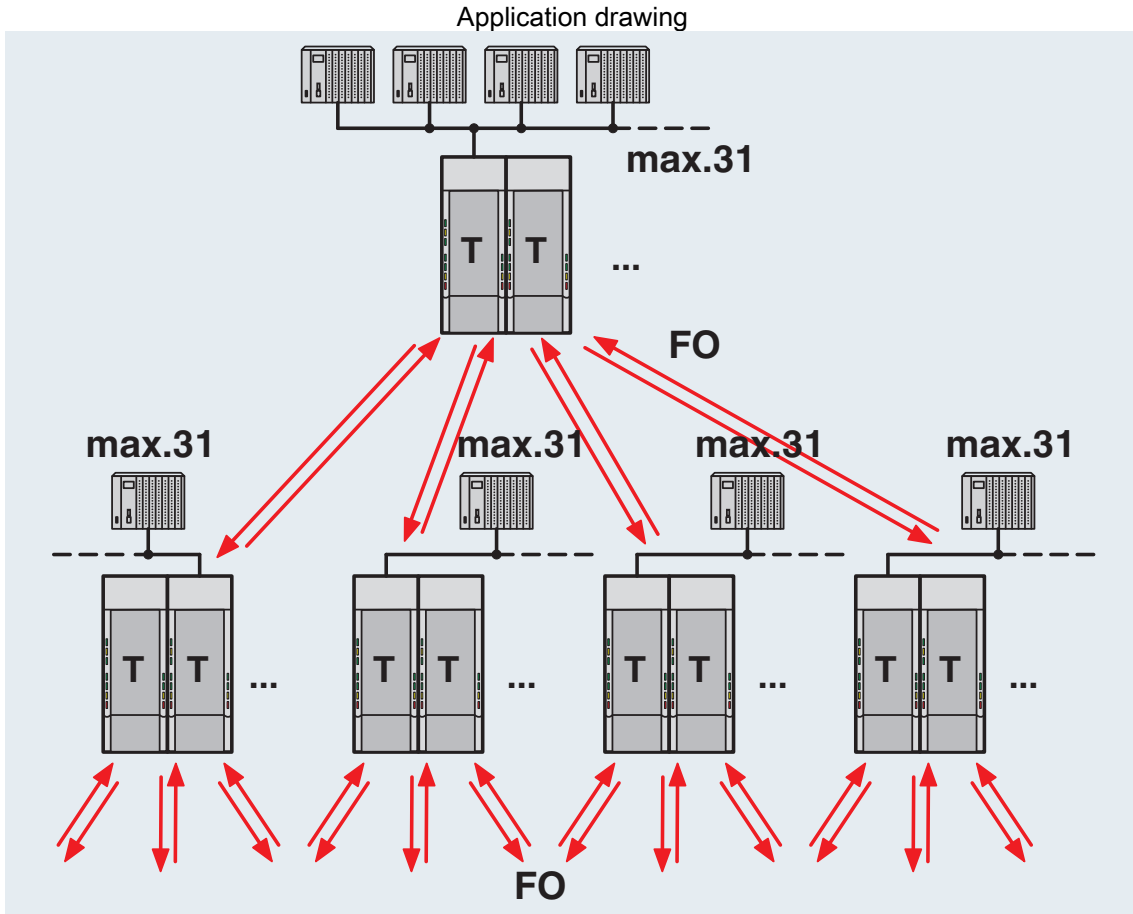 Application drawing
max.31
T T ...
FO
max.31 max.31 max.31 max.31
T T ... T T ... T T ... T T ...
FO